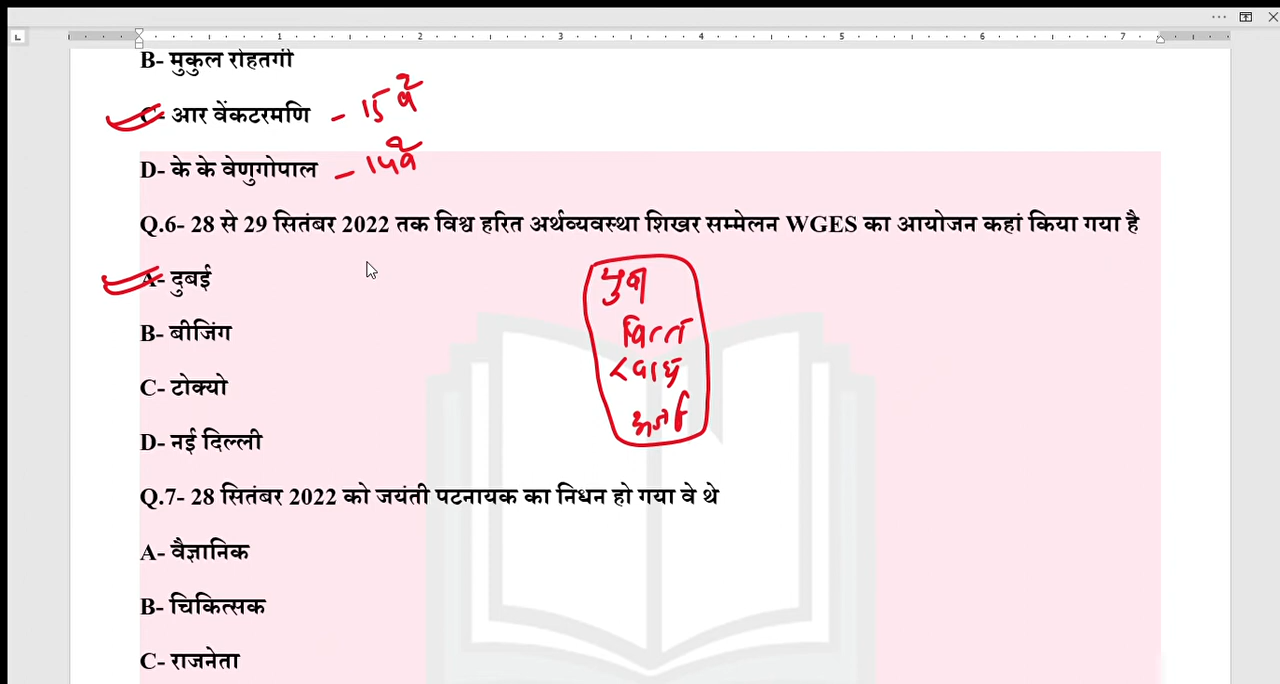 B- मुकुल रोहतगी
C- आर वेंकटरमणि - 15 वें
D- के के वेणुगोपाल - 14 वें
Q.6- 28 से 29 सितंबर 2022 तक विश्व हरित अर्थव्यवस्था शिखर सम्मेलन WGES का आयोजन कहां किया गया है
A- दुबई
B- बीजिंग
C- टोक्यो
D- नई दिल्ली
Q.7- 28 सितंबर 2022 को जयंती पटनायक का निधन हो गया वे थे
A- वैज्ञानिक
B- चिकित्सक
C- राजनेता